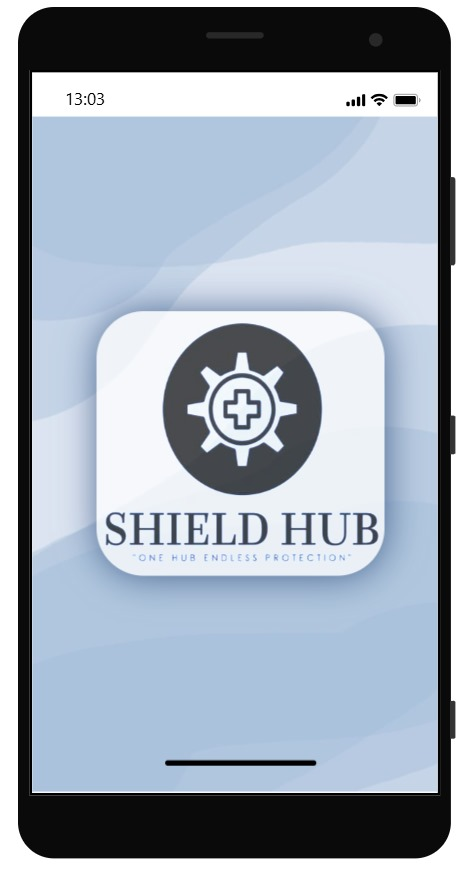 13:03
SHIELD HUB
"ONE HUB ENDLESS PROTECTION"